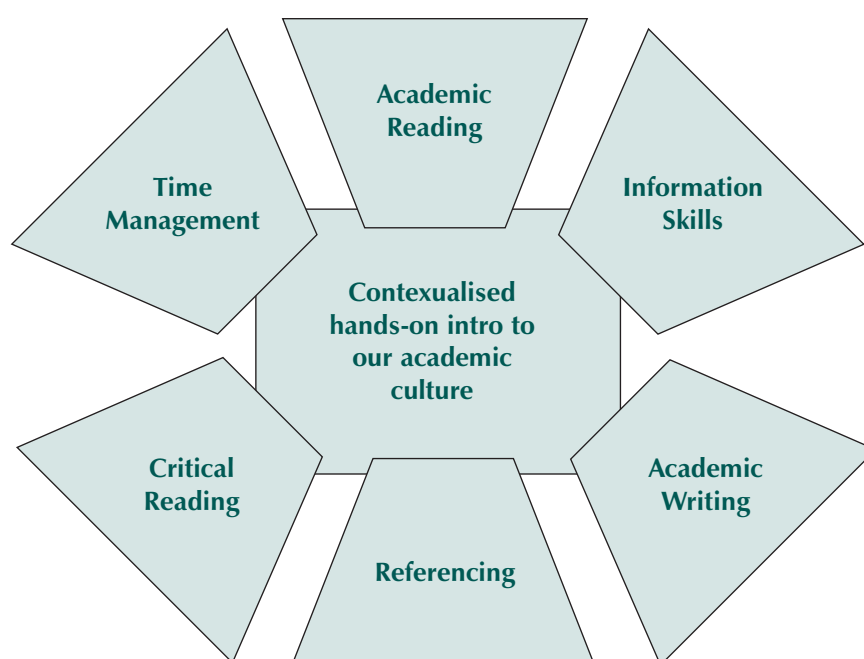 Academic
Reading
Time
Management
Information
Skills
Contexualised
hands-on intro to
our academic
culture
Critical
Reading
Academic
Writing
Referencing